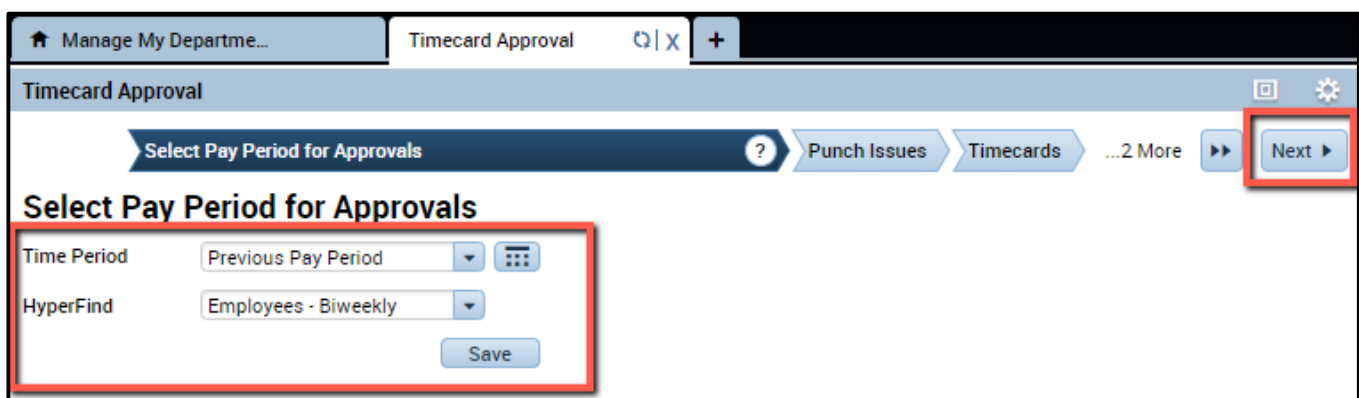 Manage My Departme... Timecard Approval X +
Timecard Approval
Select Pay Period for Approvals ? Punch Issues Timecards ...2 More Next
Select Pay Period for Approvals
Time Period Previous Pay Period
HyperFind Employees - Biweekly
Save